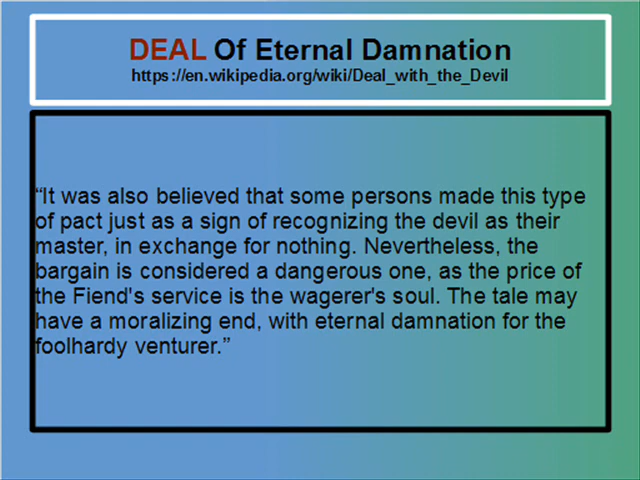 DEAL Of Eternal Damnation
https://en.wikipedia.org/wiki/Deal_with_the_Devil
“It was also believed that some persons made this type
of pact just as a sign of recognizing the devil as their
master, in exchange for nothing. Nevertheless, the
bargain is considered a dangerous one, as the price of
the Fiend's service is the wagerer's soul. The tale may
have a moralizing end, with eternal damnation for the
foolhardy venturer.”